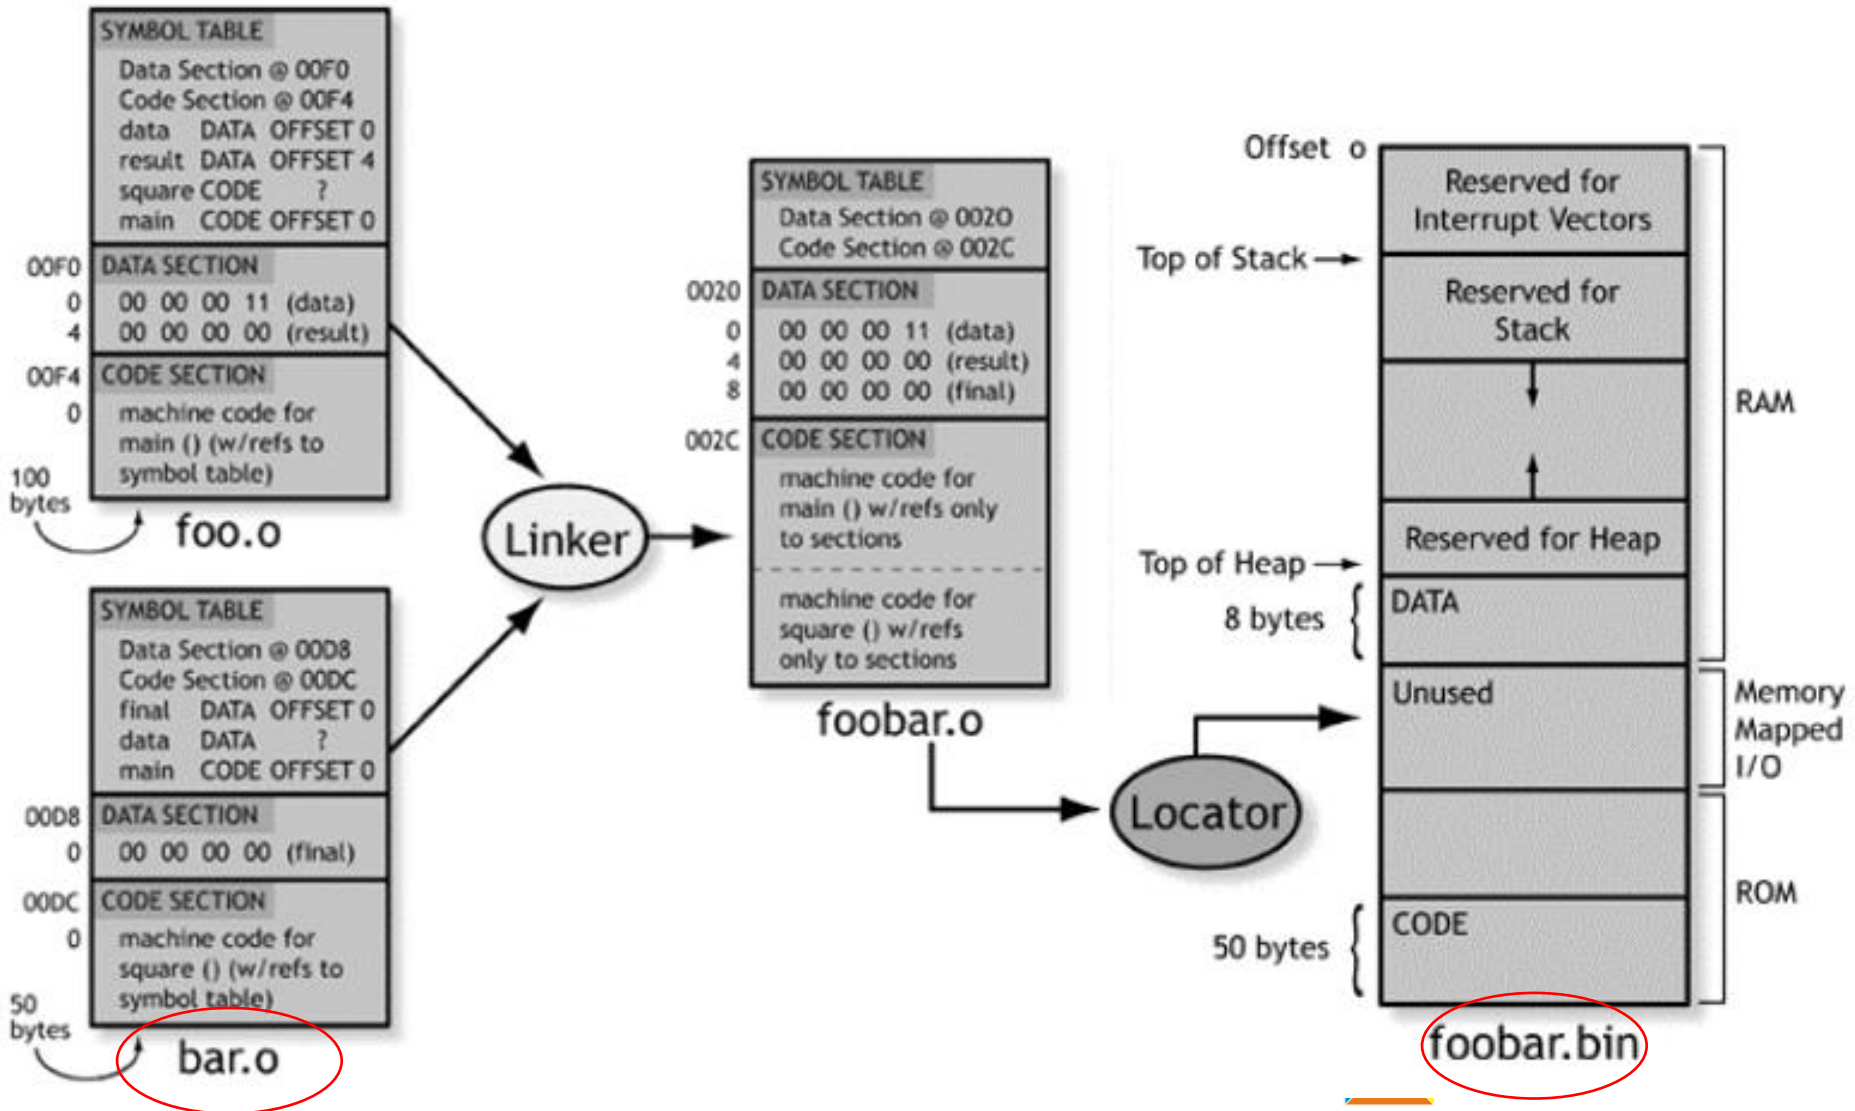 SYMBOL TABLE
Data Section @ 00F0
Code Section @ 00F4
data DATA OFFSET 0
result DATA OFFSET 4
square CODE ?
main CODE OFFSET 0
00F0 DATA SECTION
0 00 00 00 11 (data)
4 00 00 00 00 (result)
00F4 CODE SECTION
0 machine code for
main () (w/refs to
symbol table)
100
bytes
foo.o
SYMBOL TABLE
Data Section @ 00D8
Code Section @ 00DC
final DATA OFFSET 0
data DATA ?
main CODE OFFSET 0
00D8 DATA SECTION
0 00 00 00 00 (final)
00DC CODE SECTION
0 machine code for
square () (w/refs to
symbol table)
50
bytes
bar.o
Linker
SYMBOL TABLE
Data Section @ 0020
Code Section @ 002C
0020 DATA SECTION
0 00 00 00 11 (data)
4 00 00 00 00 (result)
8 00 00 00 00 (final)
002C CODE SECTION
machine code for
main () w/refs only
to sections
machine code for
square () w/refs
only to sections
foobar.o
Locator
Offset 0
Reserved for
Interrupt Vectors
Top of Stack
Reserved for
Stack
RAM
Reserved for Heap
Top of Heap
DATA
8 bytes
Unused
Memory
Mapped
I/O
ROM
CODE
50 bytes
foobar.bin